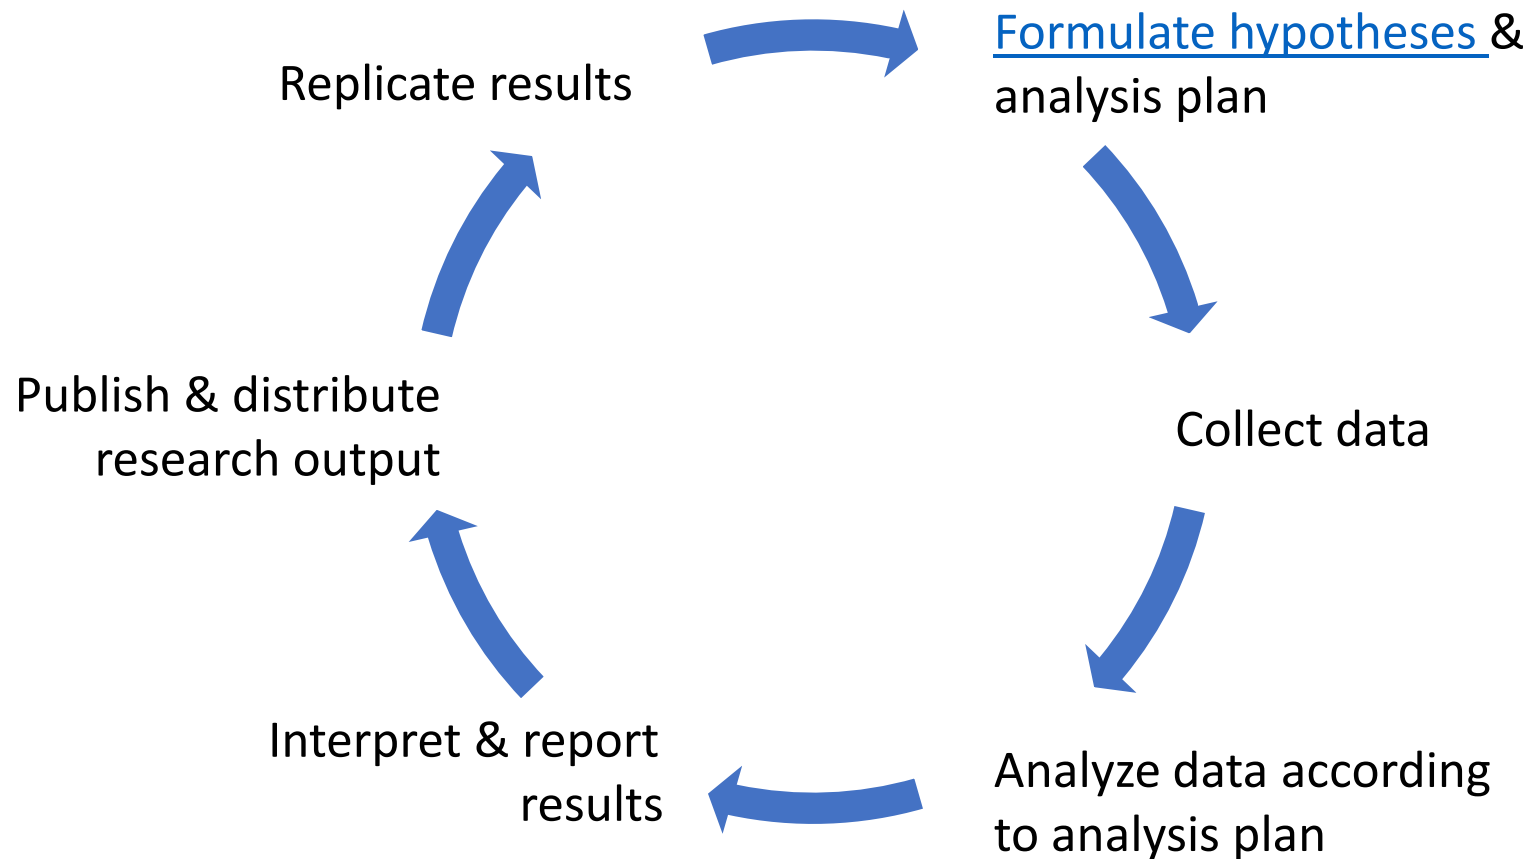 Replicate results
Formulate hypotheses &
analysis plan
Collect data
Analyze data according
to analysis plan
Interpret & report
results
Publish & distribute
research output